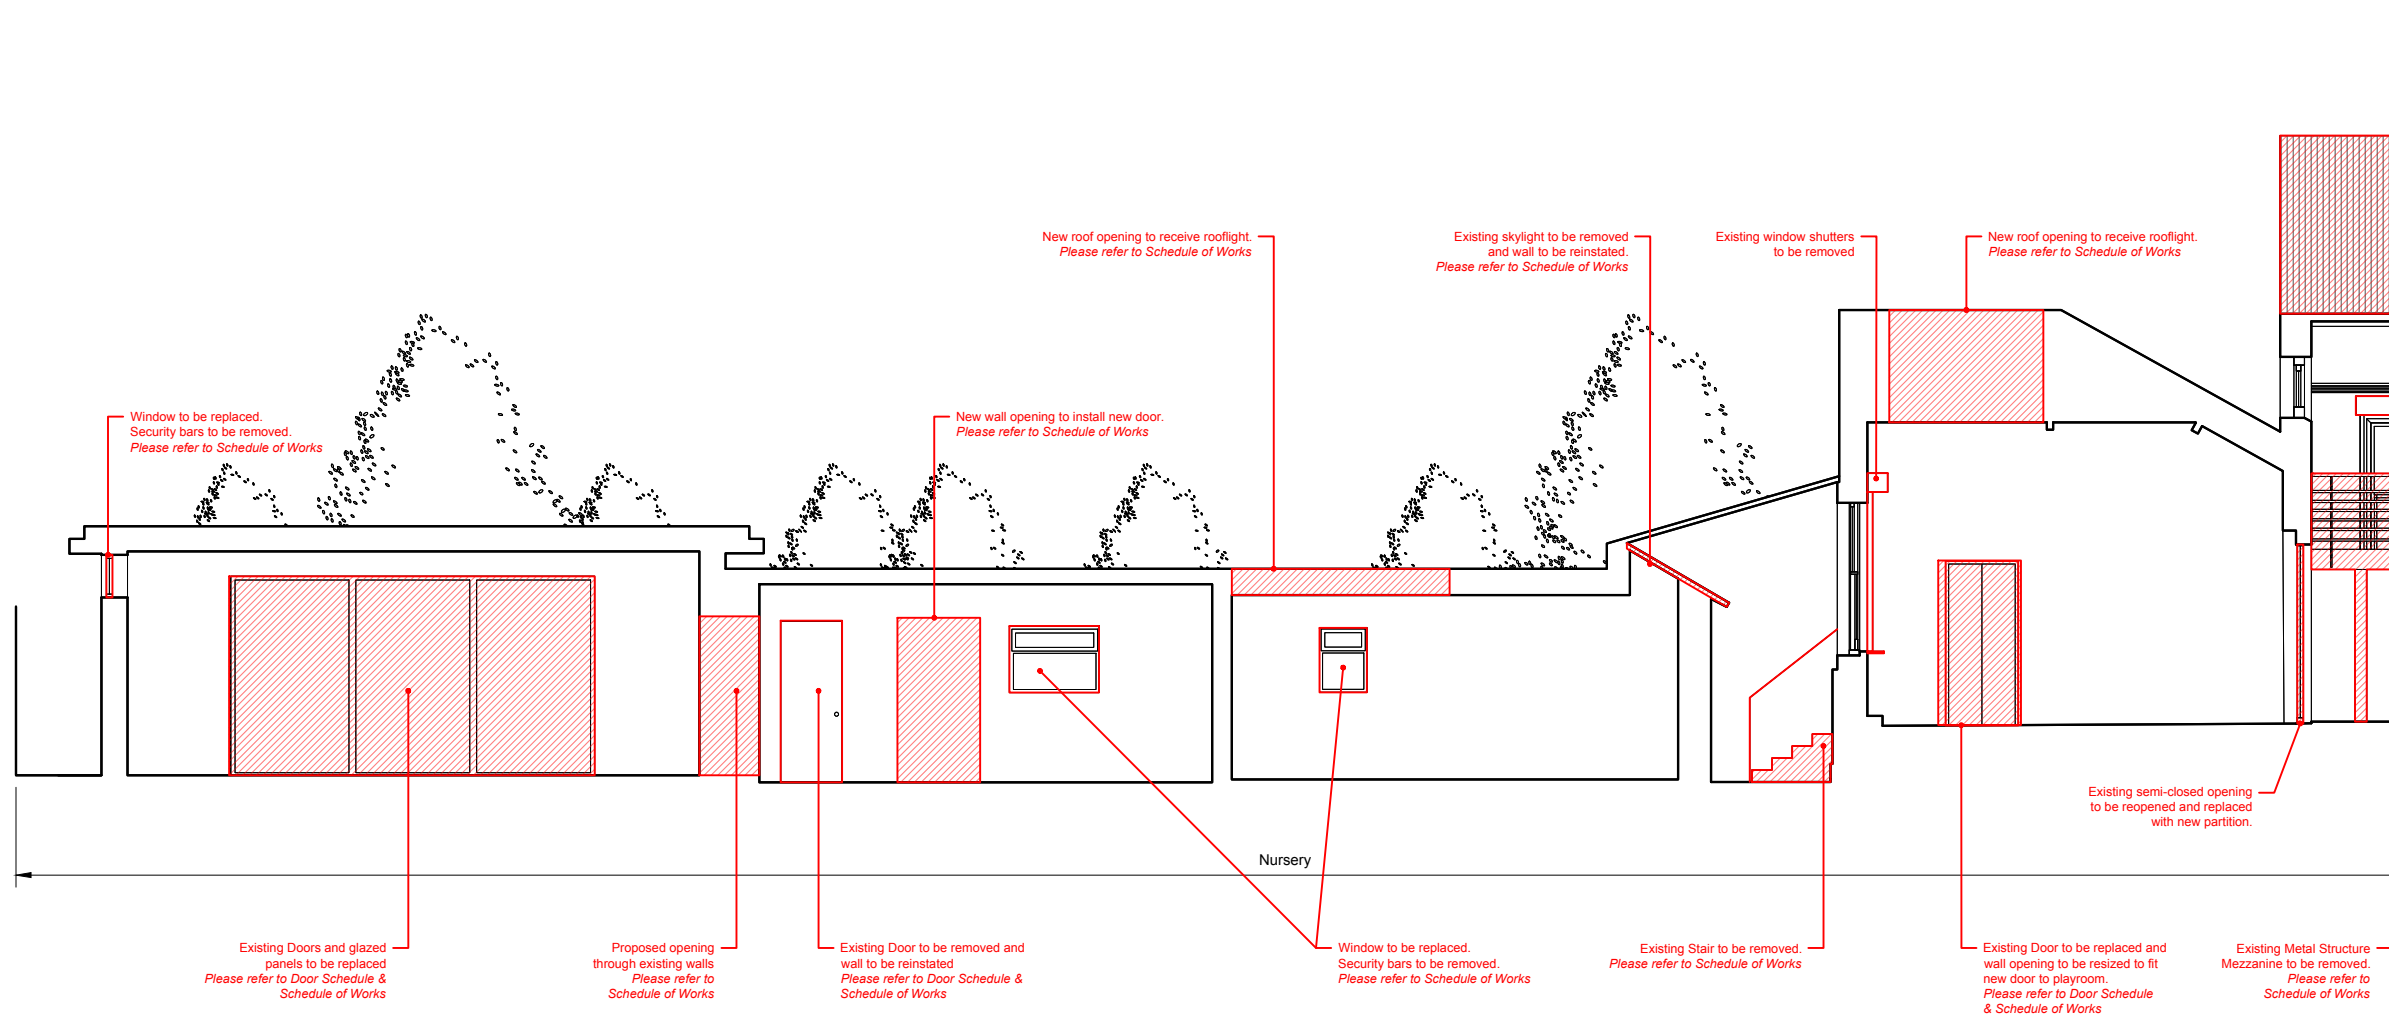 New roof opening to receive rooflight.
Please refer to Schedule of Works
Existing skylight to be removed
and wall to be reinstated.
Please refer to Schedule of Works
Existing window shutters
to be removed
New roof opening to receive rooflight.
Please refer to Schedule of Works
Window to be replaced.
Security bars to be removed.
Please refer to Schedule of Works
New wall opening to install new door.
Please refer to Schedule of Works
Existing semi-closed opening
to be reopened and replaced
with new partition.
Nursery
Existing Doors and glazed
panels to be replaced
Please refer to Door Schedule &
Schedule of Works
Proposed opening
through existing walls
Please refer to
Schedule of Works
Existing Door to be removed and
wall to be reinstated
Please refer to Door Schedule &
Schedule of Works
Window to be replaced.
Security bars to be removed.
Please refer to Schedule of Works
Existing Stair to be removed.
Please refer to Schedule of Works
Existing Door to be replaced and
wall opening to be resized to fit
new door to playroom.
Please refer to Door Schedule
& Schedule of Works
Existing Metal Structure
Mezzanine to be removed.
Please refer to
Schedule of Works